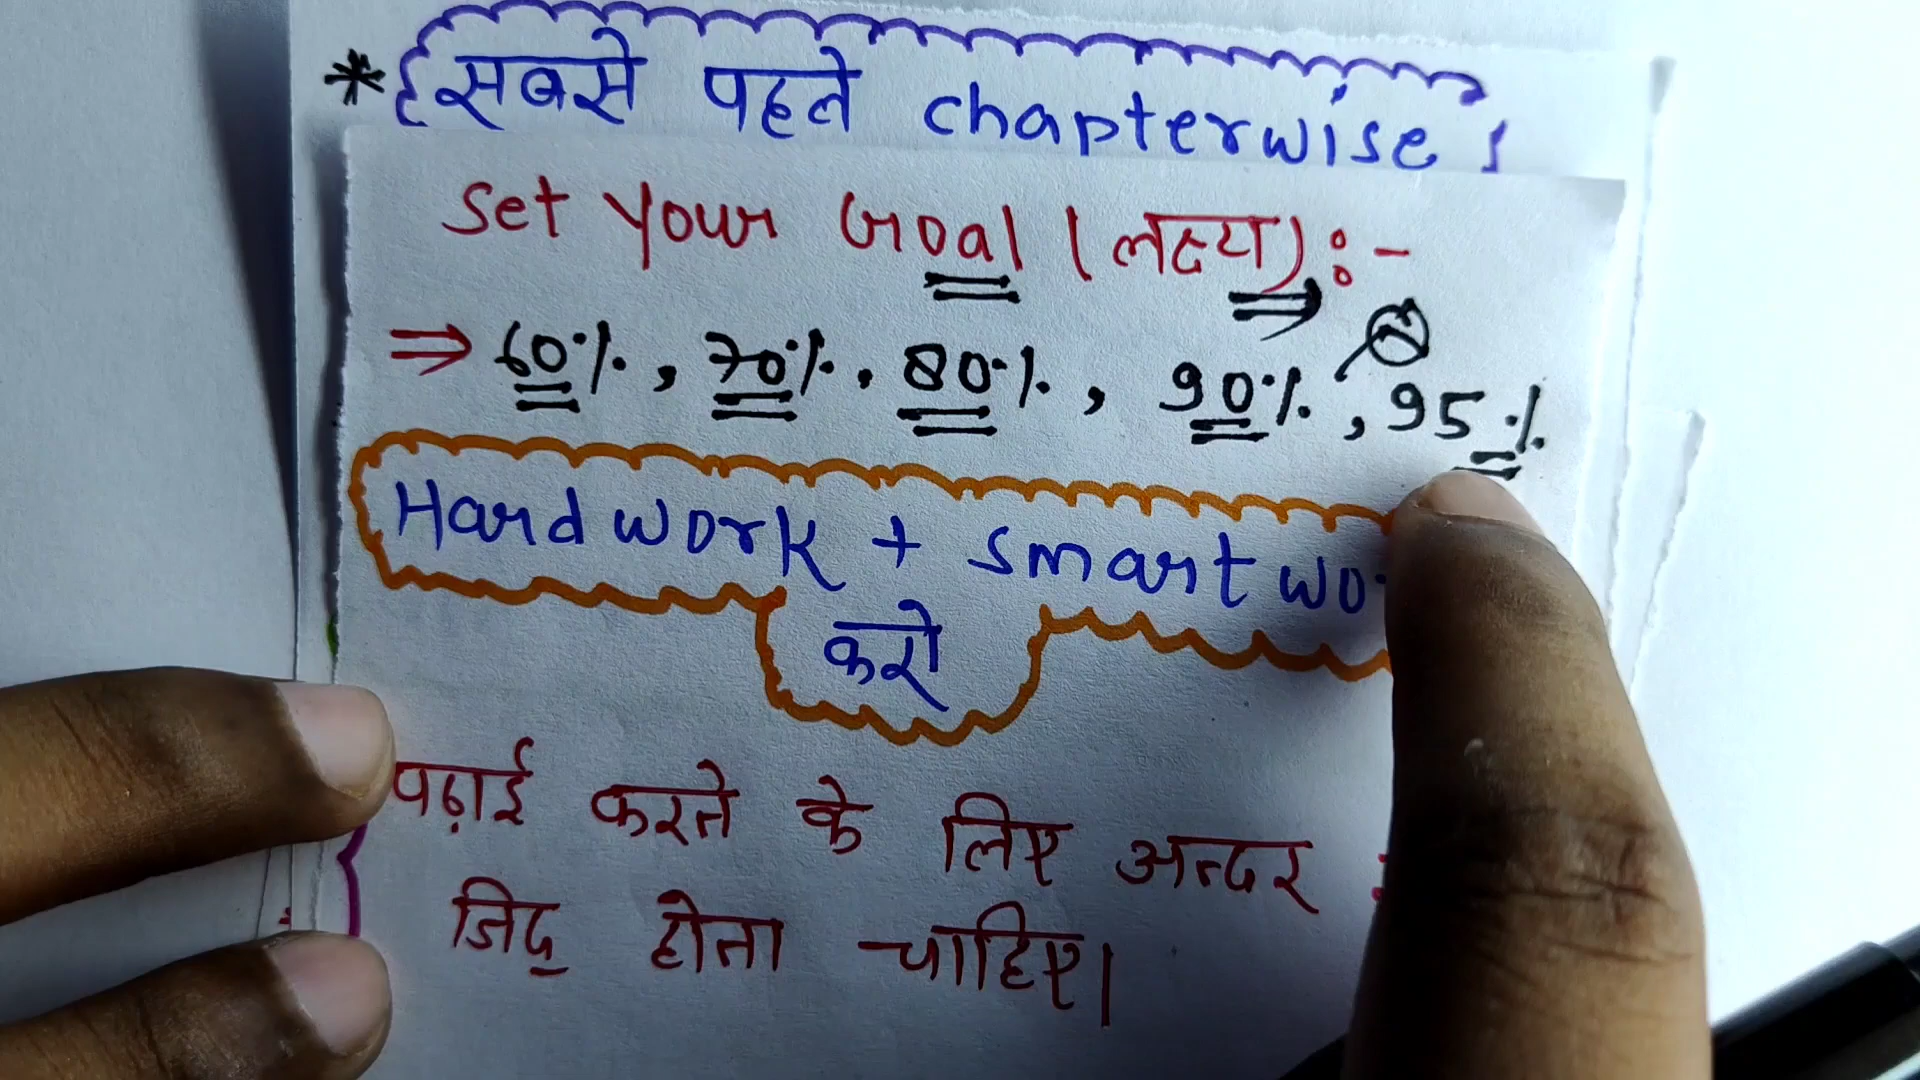 * सबसे पहले chapterwise
Set Your Goal (लक्ष्य) :-
⇒ 60%, 70%, 80%, 90%, 95%
Hardwork + smart
करो
पढ़ाई करने के लिए अन्दर
जिद् होना चाहिए।